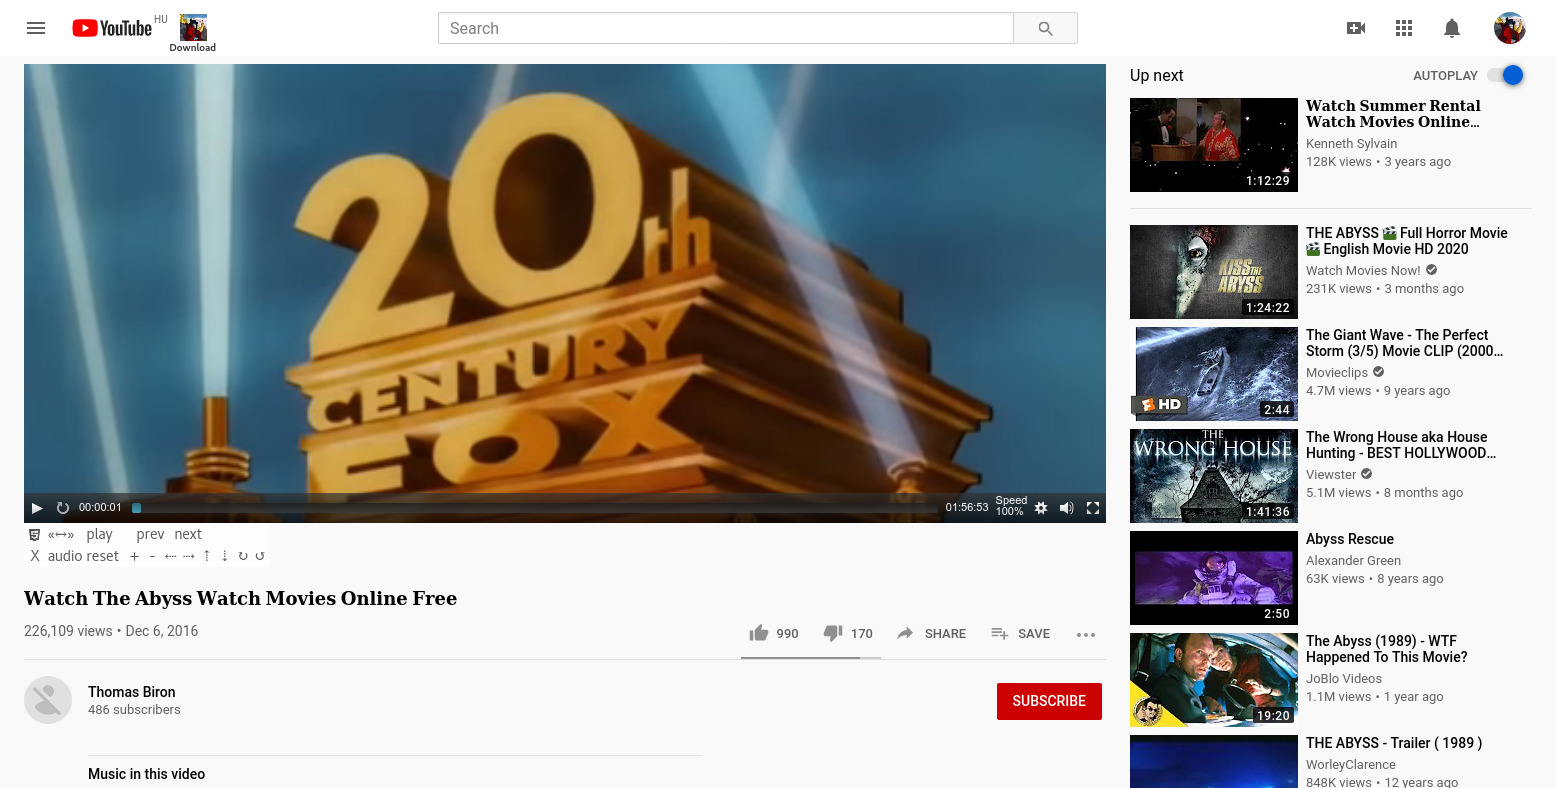 YouTube HU
Download
Search
20th
CENTURY
FOX
00:00:01
01:56:53
Speed
100%
«↔» play prev next
X audio reset + - ⇠ ⇢ ⇡ ⇣ ↻ ↺
Watch The Abyss Watch Movies Online Free
226,109 views • Dec 6, 2016
990 170 SHARE SAVE
Thomas Biron
486 subscribers
SUBSCRIBE
Music in this video
Up next
AUTOPLAY
1:12:29
Watch Summer Rental
Watch Movies Online…
Kenneth Sylvain
128K views • 3 years ago
KISS THE
ABYSS
1:24:22
THE ABYSS 🎬 Full Horror Movie
🎬 English Movie HD 2020
Watch Movies Now!
231K views • 3 months ago
HD
2:44
The Giant Wave - The Perfect
Storm (3/5) Movie CLIP (2000…
Movieclips
4.7M views • 9 years ago
THE
WRONG HOUSE
1:41:36
The Wrong House aka House
Hunting - BEST HOLLYWOOD…
Viewster
5.1M views • 8 months ago
2:50
Abyss Rescue
Alexander Green
63K views • 8 years ago
19:20
The Abyss (1989) - WTF
Happened To This Movie?
JoBlo Videos
1.1M views • 1 year ago
THE ABYSS - Trailer ( 1989 )
WorleyClarence
848K views • 12 years ago